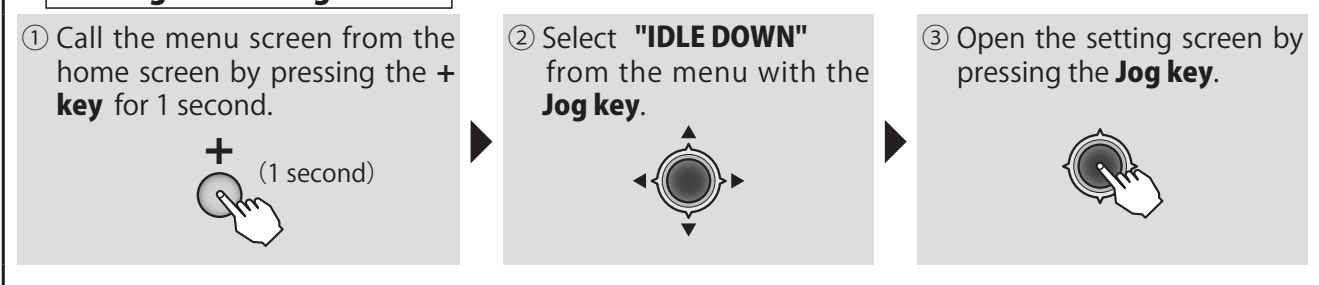 ① Call the menu screen from the
home screen by pressing the +
key for 1 second.
+
(1 second)
② Select "IDLE DOWN"
from the menu with the
Jog key.
③ Open the setting screen by
pressing the Jog key.